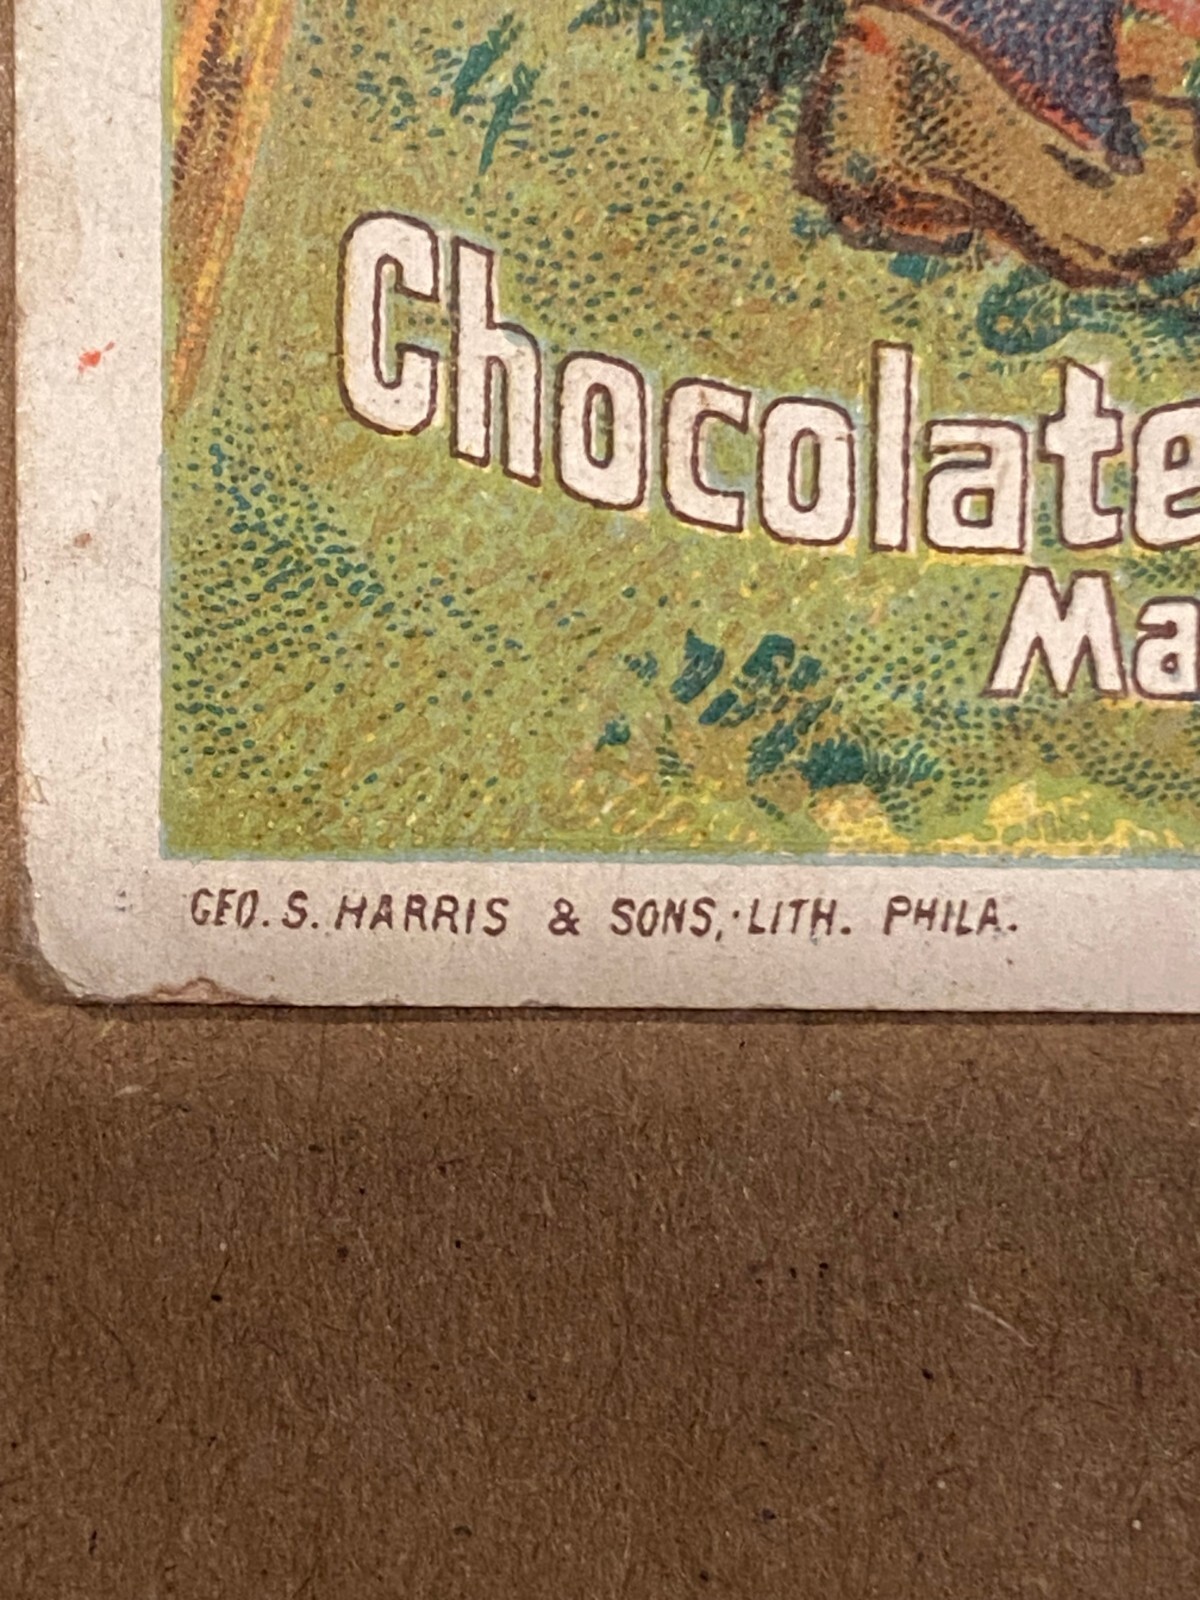 Chocolate
Ma
GEO. S. HARRIS & SONS, LITH. PHILA.